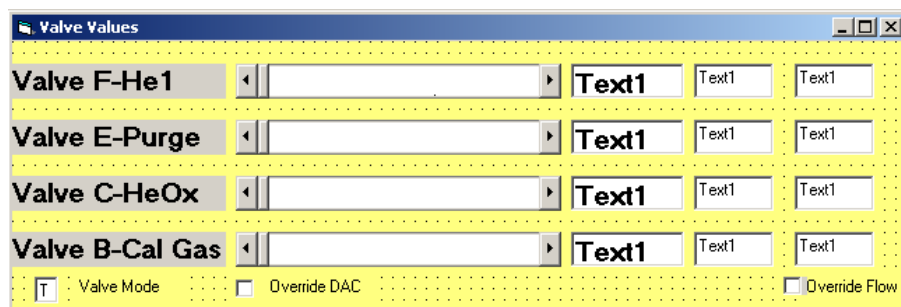 Valve Values
Valve F-He1 Text1 Text1 Text1
Valve E-Purge Text1 Text1 Text1
Valve C-HeOx Text1 Text1 Text1
Valve B-Cal Gas Text1 Text1 Text1
T Valve Mode Override DAC Override Flow